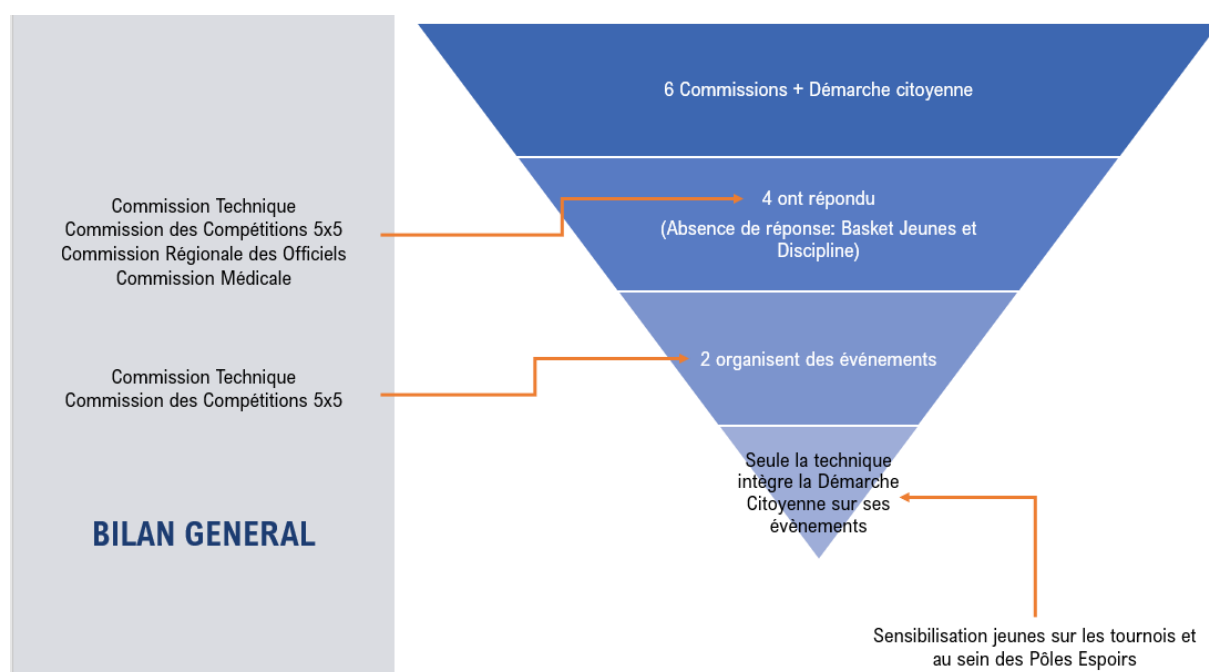 6 Commissions + Démarche citoyenne
Commission Technique
Commission des Compétitions 5x5
Commission Régionale des Officiels
Commission Médicale
4 ont répondu
(Absence de réponse: Basket Jeunes et
Discipline)
Commission Technique
Commission des Compétitions 5x5
2 organisent des événements
Seule la technique
intègre la Démarche
Citoyenne sur ses
évènements
BILAN GENERAL
Sensibilisation jeunes sur les tournois et
au sein des Pôles Espoirs